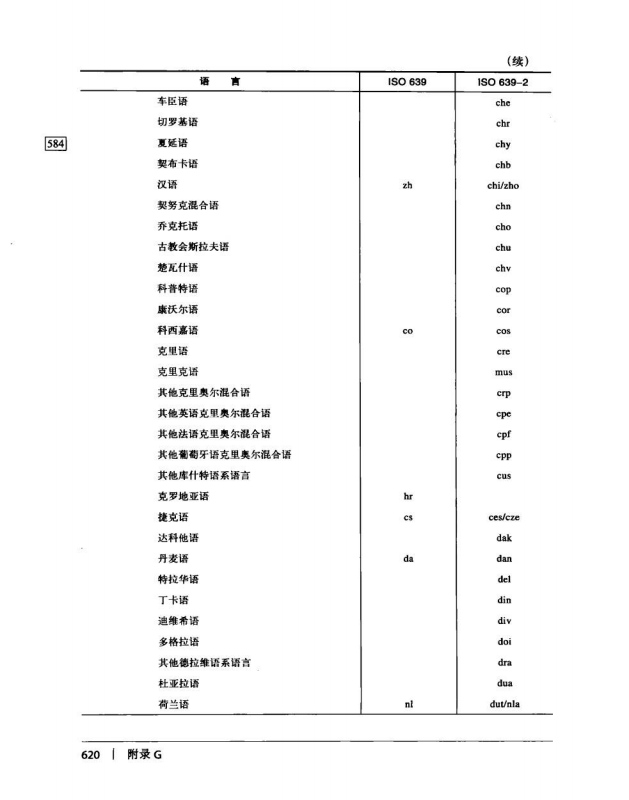 (续)
语 言 ISO 639 ISO 639–2
车臣语 che
切罗基语 chr
584
夏延语 chy
契布卡语 chb
汉语 zh chi/zho
契努克混合语 chn
乔克托语 cho
古教会斯拉夫语 chu
楚瓦什语 chv
科普特语 cop
康沃尔语 cor
科西嘉语 co cos
克里语 cre
克里克语 mus
其他克里奥尔混合语 crp
其他英语克里奥尔混合语 cpe
其他法语克里奥尔混合语 cpf
其他葡萄牙语克里奥尔混合语 cpp
其他库什特语系语言 cus
克罗地亚语 hr
捷克语 cs ces/cze
达科他语 dak
丹麦语 da dan
特拉华语 del
丁卡语 din
迪维希语 div
多格拉语 doi
其他德拉维语系语言 dra
杜亚拉语 dua
荷兰语 nl dut/nla
620 | 附录 G